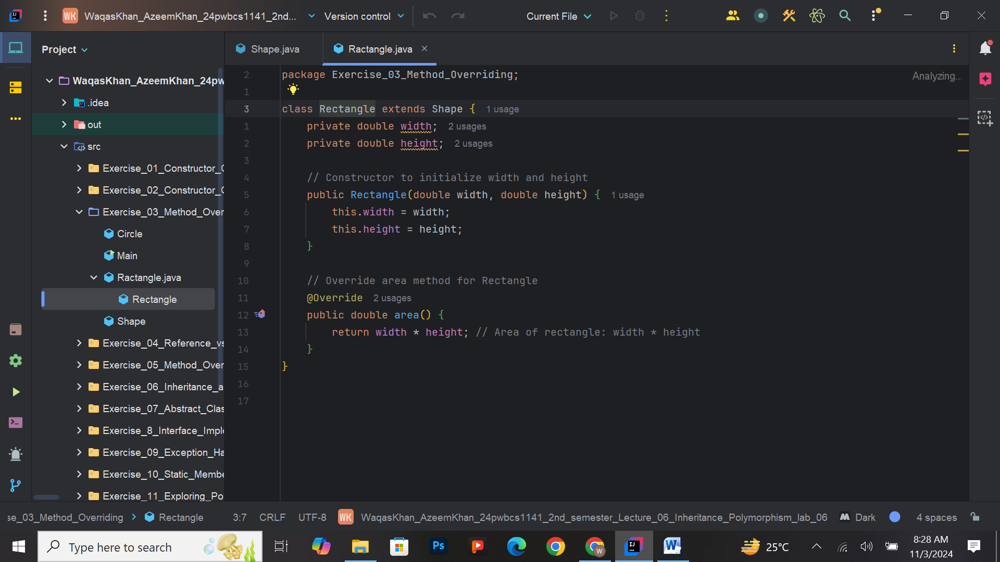 WK WaqasKhan_AzeemKhan_24pwbcs1141_2nd... Version control Current File
Project
Shape.java
Ractangle.java
WaqasKhan_AzeemKhan_24pw
.idea
out
src
Exercise_01_Constructor_C
Exercise_02_Constructor_C
Exercise_03_Method_Over
Circle
Main
Ractangle.java
Rectangle
Shape
Exercise_04_Reference_vs
Exercise_05_Method_Over
Exercise_06_Inheritance_a
Exercise_07_Abstract_Clas
Exercise_8_Interface_Imple
Exercise_09_Exception_Ha
Exercise_10_Static_Membe
Exercise_11_Exploring_Po
Analyzing...
2 package Exercise_03_Method_Overriding;
1
3 class Rectangle extends Shape { 1 usage
1 private double width; 2 usages
2 private double height; 2 usages
3
4 // Constructor to initialize width and height
5 public Rectangle(double width, double height) { 1 usage
6 this.width = width;
7 this.height = height;
8 }
9
10 // Override area method for Rectangle
11 @Override 2 usages
12 public double area() {
13 return width * height; // Area of rectangle: width * height
14 }
15 }
16
17
se_03_Method_Overriding Rectangle 3:7 CRLF UTF-8 WK WaqasKhan_AzeemKhan_24pwbcs1141_2nd_semester_Lecture_06_Inheritance_Polymorphism_lab_06 Dark 4 spaces
Type here to search Ps W W 25°C
8:28 AM
11/3/2024